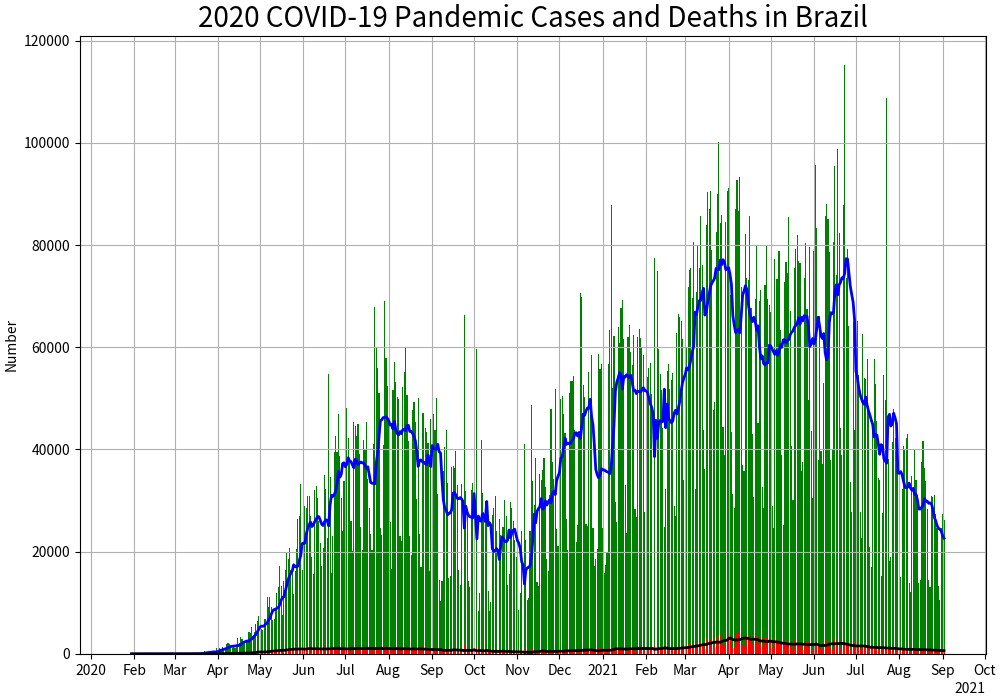 2020 COVID-19 Pandemic Cases and Deaths in Brazil
120000
100000
80000
60000
40000
20000
0
Number
2020 Feb Mar Apr May Jun Jul Aug Sep Oct Nov Dec 2021 Feb Mar Apr May Jun Jul Aug Sep Oct
2021